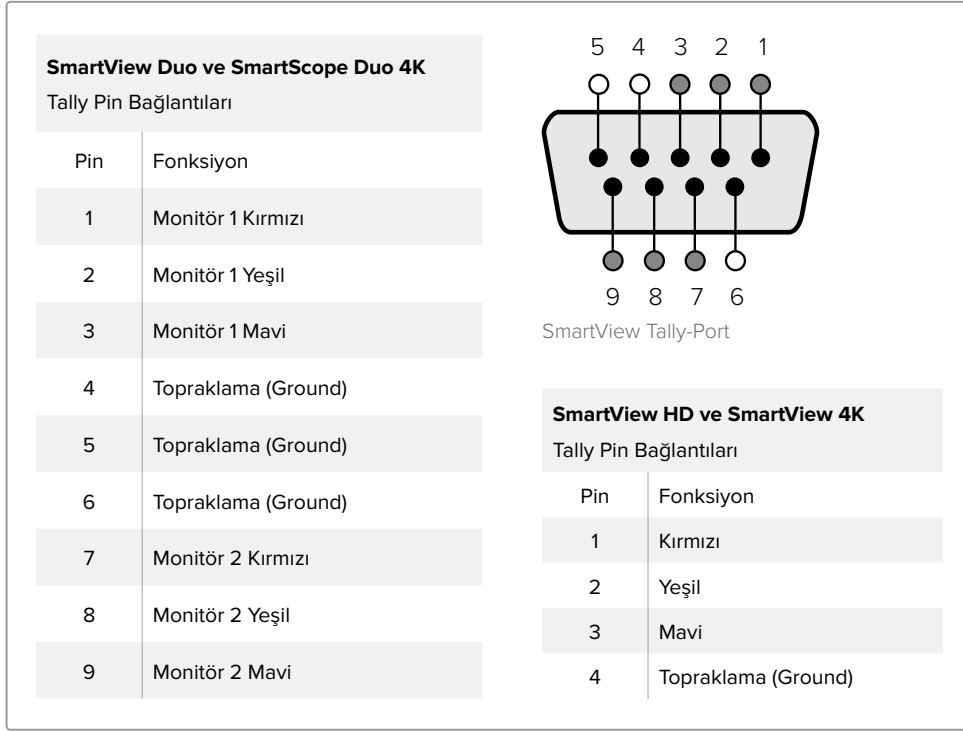 SmartView Duo ve SmartScope Duo 4K
Tally Pin Bağlantıları
Pin Fonksiyon
1 Monitör 1 Kırmızı
2 Monitör 1 Yeşil
3 Monitör 1 Mavi
4 Topraklama (Ground)
5 Topraklama (Ground)
6 Topraklama (Ground)
7 Monitör 2 Kırmızı
8 Monitör 2 Yeşil
9 Monitör 2 Mavi
5 4 3 2 1
9 8 7 6
SmartView Tally-Port
SmartView HD ve SmartView 4K
Tally Pin Bağlantıları
Pin Fonksiyon
1 Kırmızı
2 Yeşil
3 Mavi
4 Topraklama (Ground)